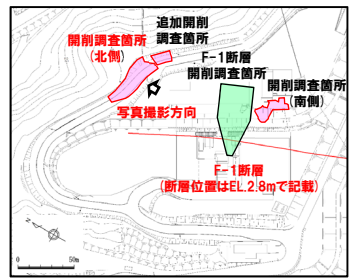 追加開削
調査箇所
開削調査箇所
(北側)
F-1断層
開削調査箇所
開削調査箇所
(南側)
写真撮影方向
F-1断層
(断層位置はEL.2.8mで記載)
N
0
50m